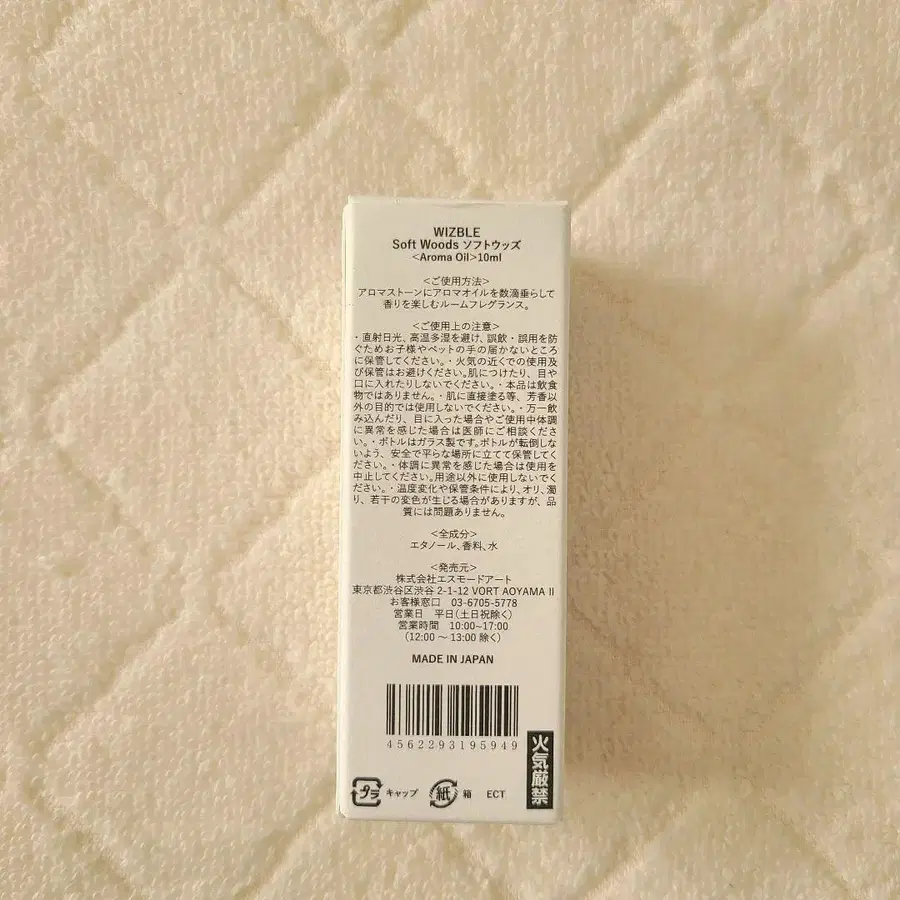 WIZBLE
Soft Woods ソフトウッズ
<Aroma Oil>10ml
<ご使用方法>
アロマストーンにアロマオイルを数滴垂らして
香りを楽しむルームフレグランス。
<ご使用上の注意>
・直射日光、高温多湿を避け、誤飲・誤用を防
ぐためお子様やペットの手の届かないところ
に保管してください。・火気の近くでの使用及
び保管はお避けください。肌につけたり、目や
口に入れたりしないでください。・本品は飲食
物ではありません。・肌に直接塗る等、芳香以
外の目的では使用しないでください。・万一飲
み込んだり、目に入った場合やご使用中体調
に異常を感じた場合は医師にご相談くださ
い。・ボトルはガラス製です。ボトルが転倒しな
いよう、安全で平らな場所に立てて保管してく
ださい。・体調に異常を感じた場合は使用を
中止してください。用途以外に使用しないでく
ださい。・温度変化や保管条件により、オリ、濁
り、若干の変色が生じる場合がありますが、品
質には問題ありません。
<全成分>
エタノール、香料、水
<発売元>
株式会社エスモードアート
東京都渋谷区渋谷 2-1-12 VORT AOYAMA II
お客様窓口 03-6705-5778
営業日 平日(土日祝除く)
営業時間 10:00~17:00
(12:00 ~ 13:00 除く)
MADE IN JAPAN
4562293195949
火気厳禁
プラ キャップ 紙 箱 ECT